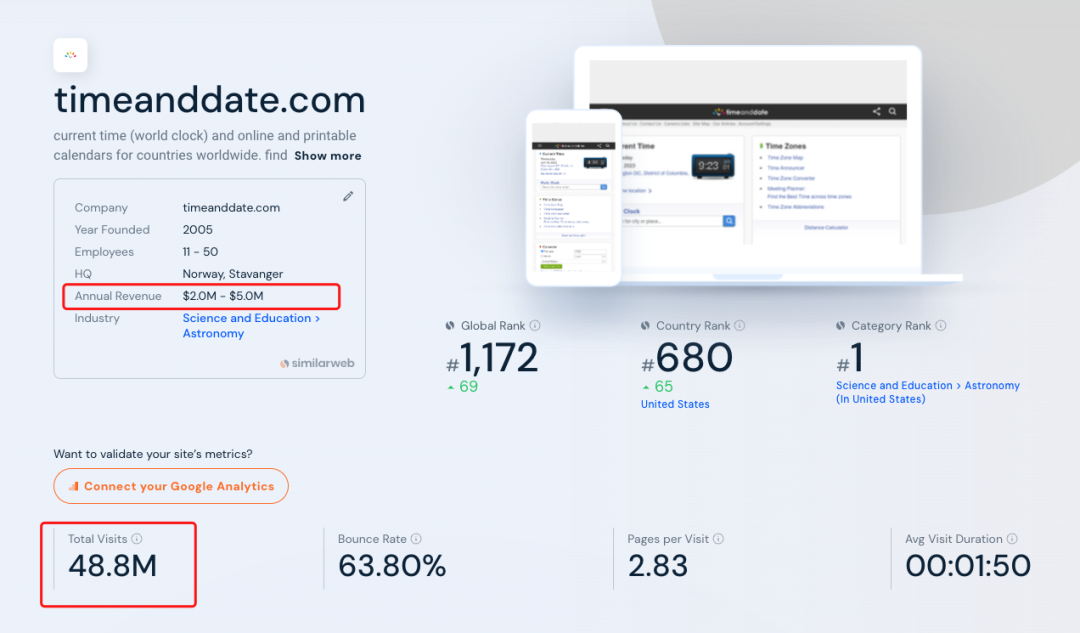 timeanddate.com
current time (world clock) and online and printable
calendars for countries worldwide. find Show more
Company timeanddate.com
Year Founded 2005
Employees 11 - 50
HQ Norway, Stavanger
Annual Revenue $2.0M - $5.0M
Industry Science and Education >
Astronomy
similarweb
timeanddate
rent Time
2023
9:23
Clock
Time Zones
Time Zone Map
Time Announcer
Time Zone Converter
Meeting Planner
Find the Best Time across time zones
Time Zone Abbreviations
Distance Calculator
Global Rank
#1,172
69
Country Rank
#680
65
United States
Category Rank
#1
Science and Education > Astronomy
(In United States)
Want to validate your site's metrics?
Connect your Google Analytics
Total Visits
48.8M
Bounce Rate
63.80%
Pages per Visit
2.83
Avg Visit Duration
00:01:50